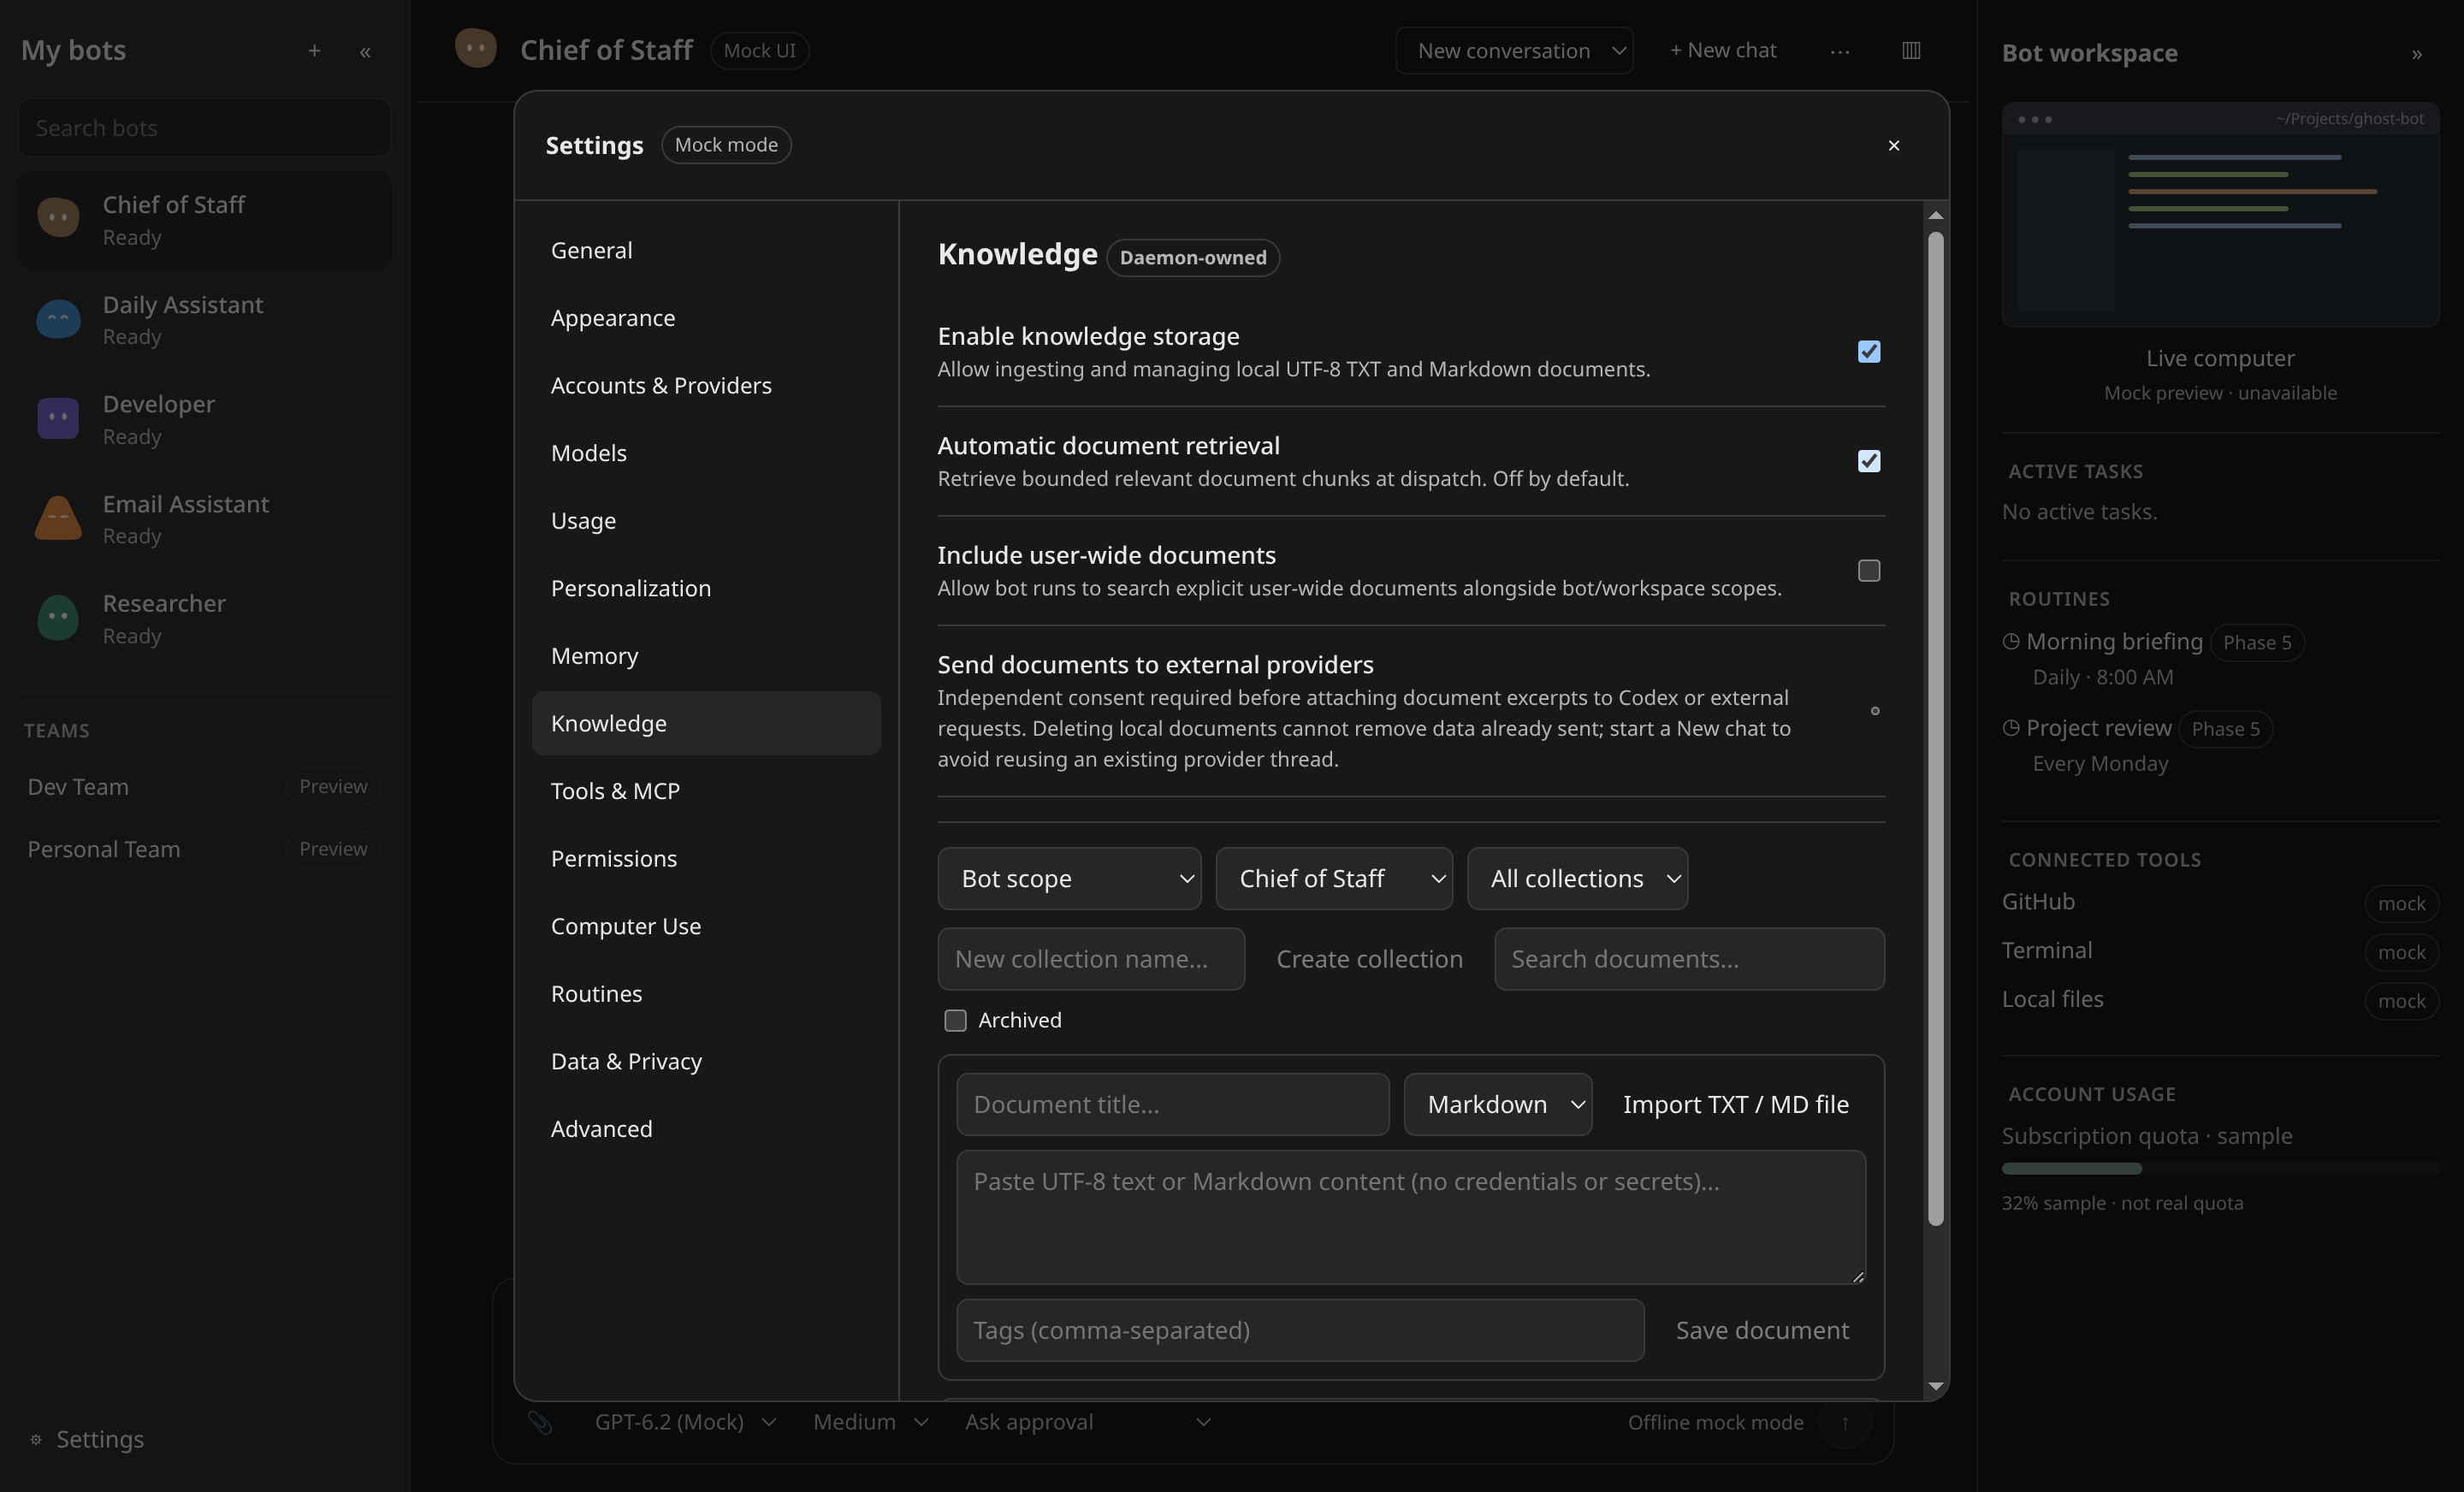 My bots
+
«
Search bots
Chief of Staff
Ready
Daily Assistant
Ready
Developer
Ready
Email Assistant
Ready
Researcher
Ready
TEAMS
Dev Team
Preview
Personal Team
Preview
Settings
Chief of Staff
Mock UI
New conversation
+ New chat
...
Settings
Mock mode
×
General
Appearance
Accounts & Providers
Models
Usage
Personalization
Memory
Knowledge
Tools & MCP
Permissions
Computer Use
Routines
Data & Privacy
Advanced
Knowledge
Daemon-owned
Enable knowledge storage
Allow ingesting and managing local UTF-8 TXT and Markdown documents.
Automatic document retrieval
Retrieve bounded relevant document chunks at dispatch. Off by default.
Include user-wide documents
Allow bot runs to search explicit user-wide documents alongside bot/workspace scopes.
Send documents to external providers
Independent consent required before attaching document excerpts to Codex or external
requests. Deleting local documents cannot remove data already sent; start a New chat to
avoid reusing an existing provider thread.
Bot scope
Chief of Staff
All collections
New collection name...
Create collection
Search documents...
Archived
Document title...
Markdown
Import TXT / MD file
Paste UTF-8 text or Markdown content (no credentials or secrets)...
Tags (comma-separated)
Save document
GPT-6.2 (Mock)
Medium
Ask approval
Offline mock mode
↑
Bot workspace
»
~/Projects/ghost-bot
Live computer
Mock preview · unavailable
ACTIVE TASKS
No active tasks.
ROUTINES
Morning briefing
Phase 5
Daily · 8:00 AM
Project review
Phase 5
Every Monday
CONNECTED TOOLS
GitHub
mock
Terminal
mock
Local files
mock
ACCOUNT USAGE
Subscription quota · sample
32% sample · not real quota